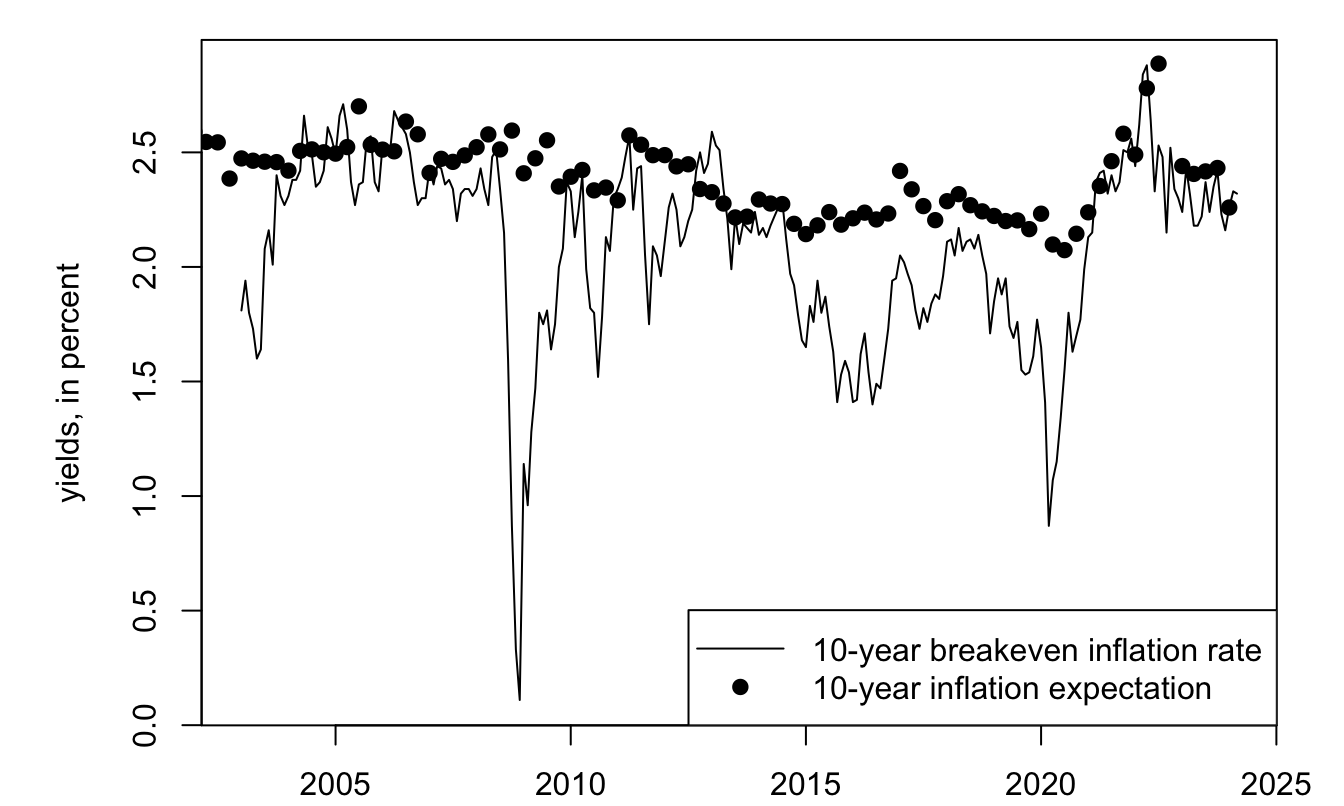 yields, in percent
2.5
2.0
1.5
1.0
0.5
0.0
10-year breakeven inflation rate
10-year inflation expectation
2005 2010 2015 2020 2025